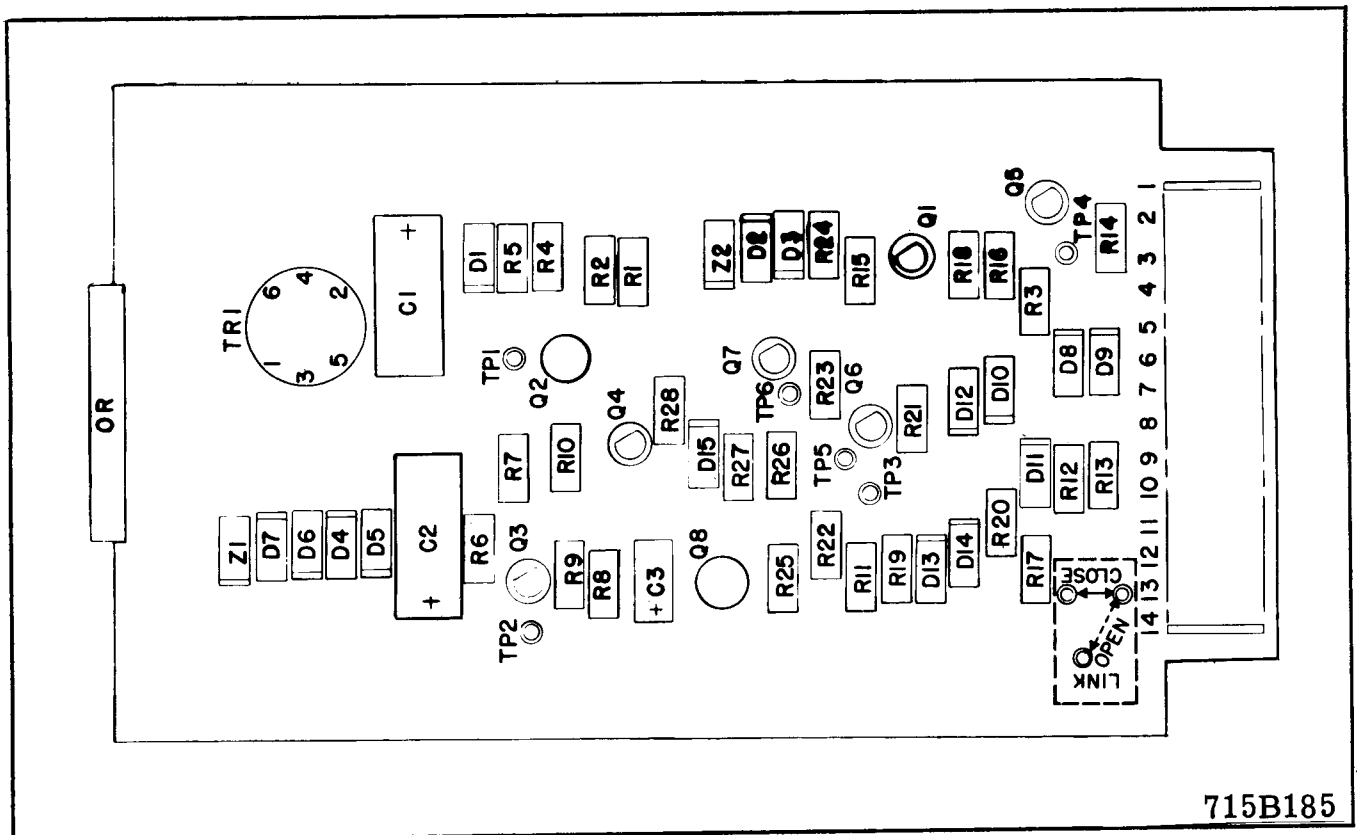 OR
TR1
6
4
2
1
3
5
C1
+
D1
R5
R4
R2
R1
Z2
D2
D3
R24
R15
Q1
R18
R16
R3
Q5
TP4
R14
TP1
Q2
Q4
R28
Q7
TP6
R23
Q6
R21
D12
D10
D8
D9
R7
R10
D15
R27
R26
TP5
TP3
D11
R12
R13
Z1
D7
D6
D4
D5
C2
+
R6
Q3
TP2
R9
R8
C3
+
Q8
R25
R22
R11
R19
D13
D14
R20
R17
CLOSE
OPEN
LINK
1
2
3
4
5
6
7
8
9
10
11
12
13
14
715B185